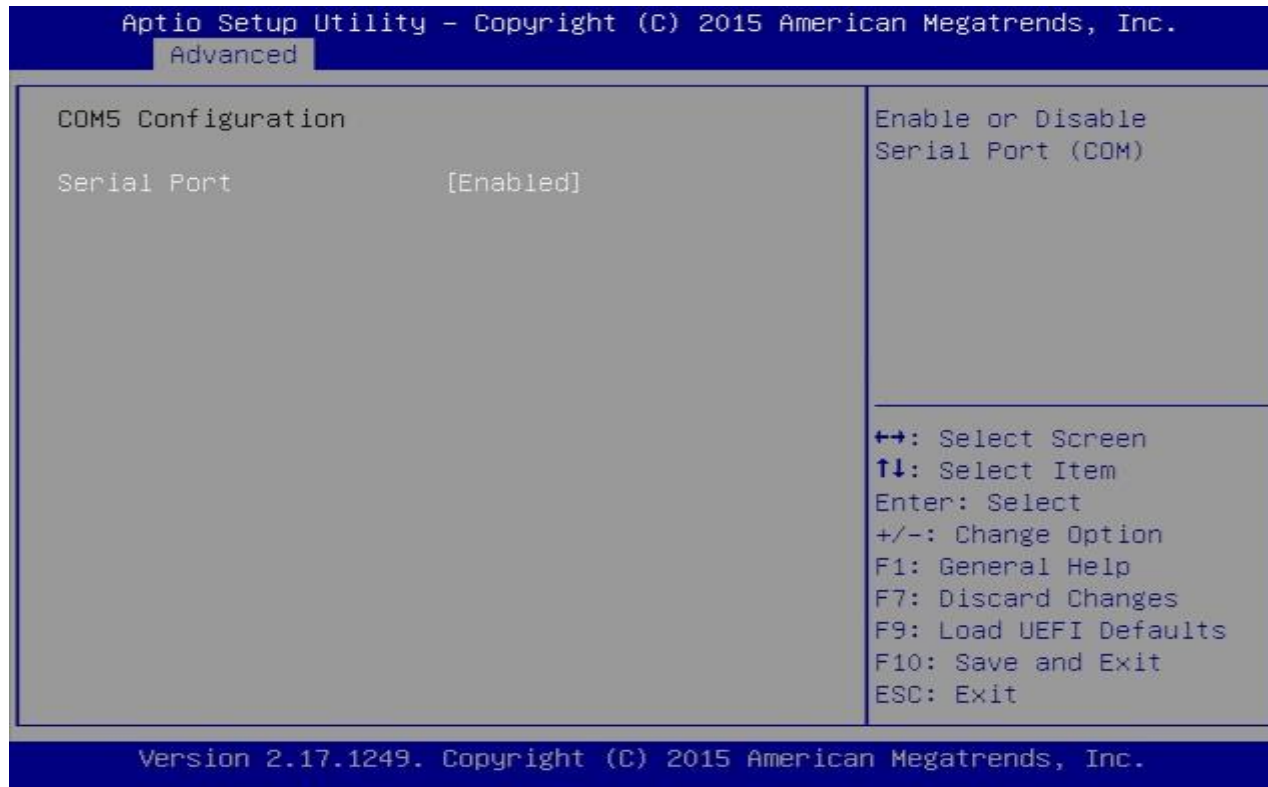 Aptio Setup Utility – Copyright (C) 2015 American Megatrends, Inc.
Advanced
COM5 Configuration
Serial Port [Enabled]
Enable or Disable
Serial Port (COM)
↔: Select Screen
↑↓: Select Item
Enter: Select
+/-: Change Option
F1: General Help
F7: Discard Changes
F9: Load UEFI Defaults
F10: Save and Exit
ESC: Exit
Version 2.17.1249. Copyright (C) 2015 American Megatrends, Inc.